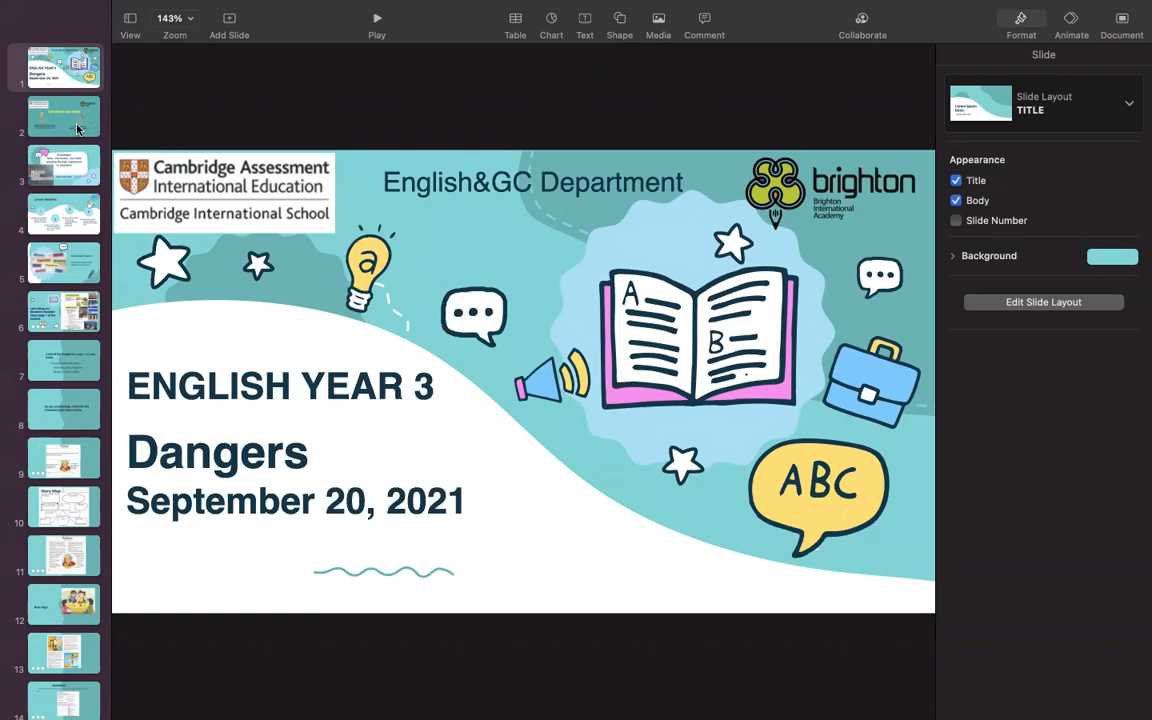 143%
View
Zoom
Add Slide
Play
Table
Chart
Text
Shape
Media
Comment
Collaborate
Format
Animate
Document
Slide
Slide Layout
TITLE
Appearance
Title
Body
Slide Number
Background
Edit Slide Layout
Cambridge Assessment
International Education
Cambridge International School
English&GC Department
brighton
Brighton
International
Academy
a
A
B
ABC
ENGLISH YEAR 3
Dangers
September 20, 2021
1
2
3
4
5
6
7
8
9
10
11
12
13
14